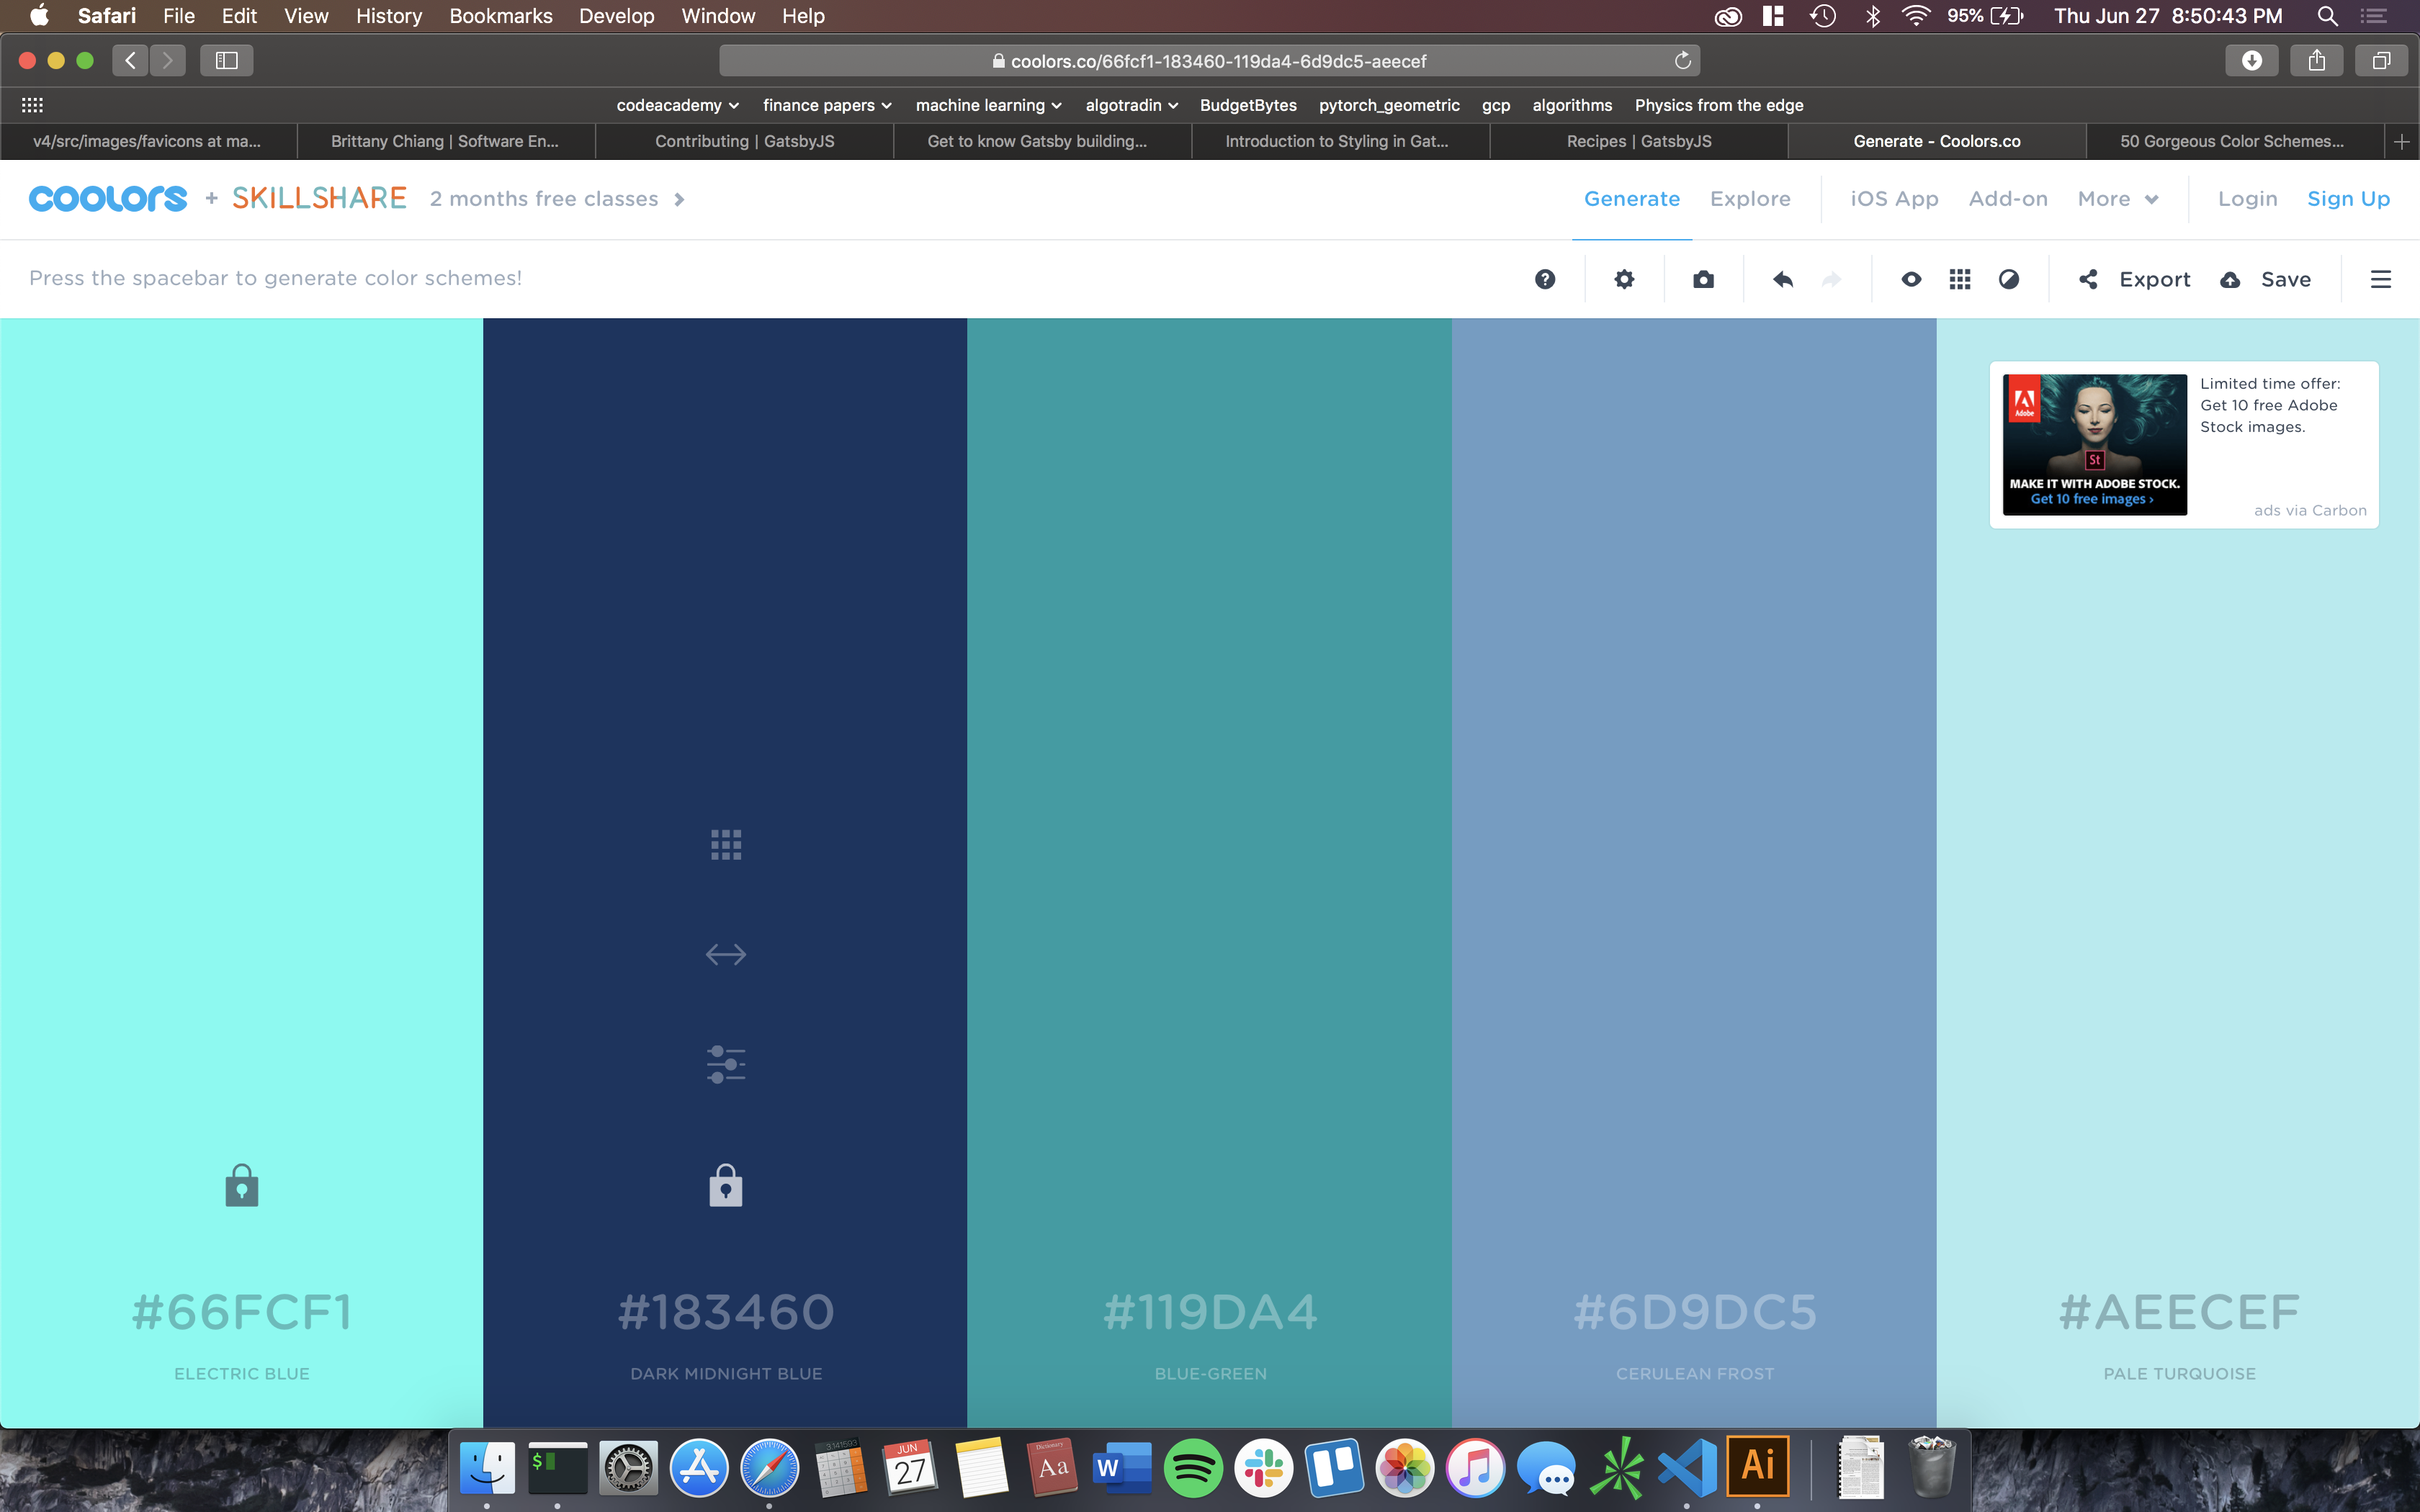 Safari File Edit View History Bookmarks Develop Window Help 95% Thu Jun 27 8:50:43 PM
coolors.co/66fcf1-183460-119da4-6d9dc5-aeecef
codeacademy finance papers machine learning algotradin BudgetBytes pytorch_geometric gcp algorithms Physics from the edge
v4/src/images/favicons at ma... Brittany Chiang | Software En... Contributing | GatsbyJS Get to know Gatsby building... Introduction to Styling in Gat... Recipes | GatsbyJS Generate - Coolors.co 50 Gorgeous Color Schemes... +
coolors + SKILLSHARE 2 months free classes Generate Explore iOS App Add-on More Login Sign Up
Press the spacebar to generate color schemes! Export Save
Adobe
St
MAKE IT WITH ADOBE STOCK.
Get 10 free images ›
Limited time offer:
Get 10 free Adobe
Stock images.
ads via Carbon
#66FCF1 #183460 #119DA4 #6D9DC5 #AEECEF
ELECTRIC BLUE DARK MIDNIGHT BLUE BLUE-GREEN CERULEAN FROST PALE TURQUOISE
$ JUN 27 Dictionary Aa W Ai